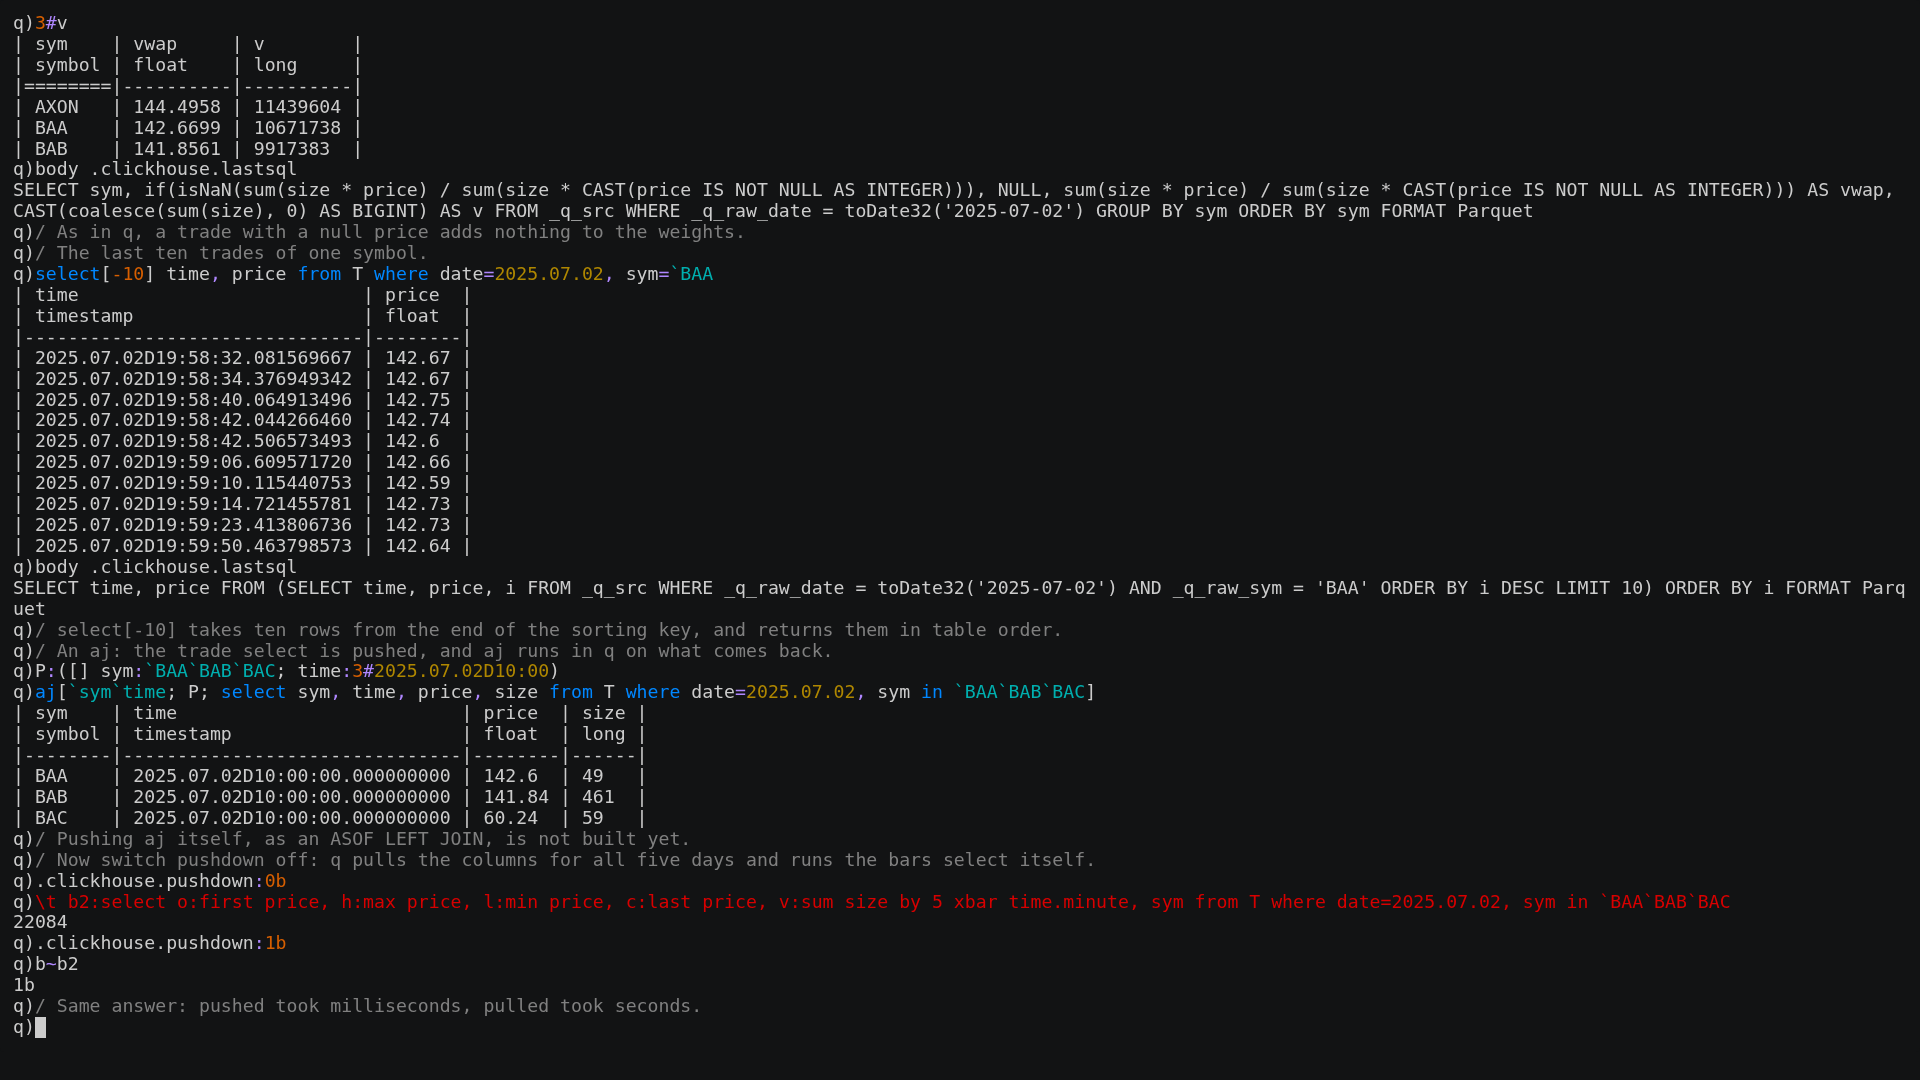 q)3#v
| sym    | vwap     | v        |
| symbol | float    | long     |
|========|----------|----------|
| AXON   | 144.4958 | 11439604 |
| BAA    | 142.6699 | 10671738 |
| BAB    | 141.8561 | 9917383  |
q)body .clickhouse.lastsql
SELECT sym, if(isNaN(sum(size * price) / sum(size * CAST(price IS NOT NULL AS INTEGER))), NULL, sum(size * price) / sum(size * CAST(price IS NOT NULL AS INTEGER))) AS vwap,
CAST(coalesce(sum(size), 0) AS BIGINT) AS v FROM _q_src WHERE _q_raw_date = toDate32('2025-07-02') GROUP BY sym ORDER BY sym FORMAT Parquet
q)/ As in q, a trade with a null price adds nothing to the weights.
q)/ The last ten trades of one symbol.
q)select[-10] time, price from T where date=2025.07.02, sym=`BAA
| time                          | price  |
| timestamp                     | float  |
|-------------------------------|--------|
| 2025.07.02D19:58:32.081569667 | 142.67 |
| 2025.07.02D19:58:34.376949342 | 142.67 |
| 2025.07.02D19:58:40.064913496 | 142.75 |
| 2025.07.02D19:58:42.044266460 | 142.74 |
| 2025.07.02D19:58:42.506573493 | 142.6  |
| 2025.07.02D19:59:06.609571720 | 142.66 |
| 2025.07.02D19:59:10.115440753 | 142.59 |
| 2025.07.02D19:59:14.721455781 | 142.73 |
| 2025.07.02D19:59:23.413806736 | 142.73 |
| 2025.07.02D19:59:50.463798573 | 142.64 |
q)body .clickhouse.lastsql
SELECT time, price FROM (SELECT time, price, i FROM _q_src WHERE _q_raw_date = toDate32('2025-07-02') AND _q_raw_sym = 'BAA' ORDER BY i DESC LIMIT 10) ORDER BY i FORMAT Parq
uet
q)/ select[-10] takes ten rows from the end of the sorting key, and returns them in table order.
q)/ An aj: the trade select is pushed, and aj runs in q on what comes back.
q)P:([] sym:`BAA`BAB`BAC; time:3#2025.07.02D10:00)
q)aj[`sym`time; P; select sym, time, price, size from T where date=2025.07.02, sym in `BAA`BAB`BAC]
| sym    | time                          | price  | size |
| symbol | timestamp                     | float  | long |
|--------|-------------------------------|--------|------|
| BAA    | 2025.07.02D10:00:00.000000000 | 142.6  | 49   |
| BAB    | 2025.07.02D10:00:00.000000000 | 141.84 | 461  |
| BAC    | 2025.07.02D10:00:00.000000000 | 60.24  | 59   |
q)/ Pushing aj itself, as an ASOF LEFT JOIN, is not built yet.
q)/ Now switch pushdown off: q pulls the columns for all five days and runs the bars select itself.
q).clickhouse.pushdown:0b
q)\t b2:select o:first price, h:max price, l:min price, c:last price, v:sum size by 5 xbar time.minute, sym from T where date=2025.07.02, sym in `BAA`BAB`BAC
22084
q).clickhouse.pushdown:1b
q)b~b2
1b
q)/ Same answer: pushed took milliseconds, pulled took seconds.
q)